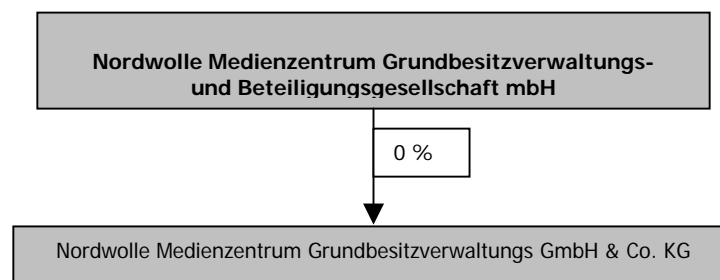 Nordwolle Medienzentrum Grundbesitzverwaltungs-
und Beteiligungsgesellschaft mbH
0 %
Nordwolle Medienzentrum Grundbesitzverwaltungs GmbH & Co. KG